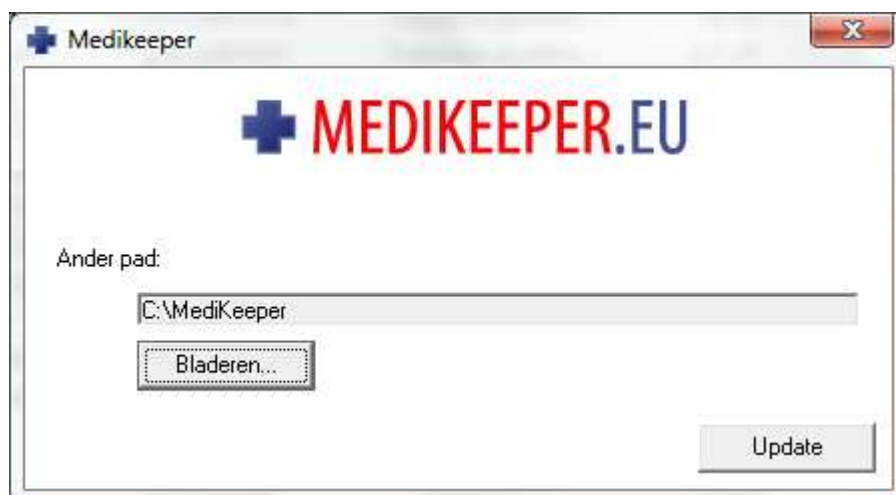 Medikeeper
MEDIKEEPER.EU
Ander pad:
C:\MediKeeper
Bladeren...
Update